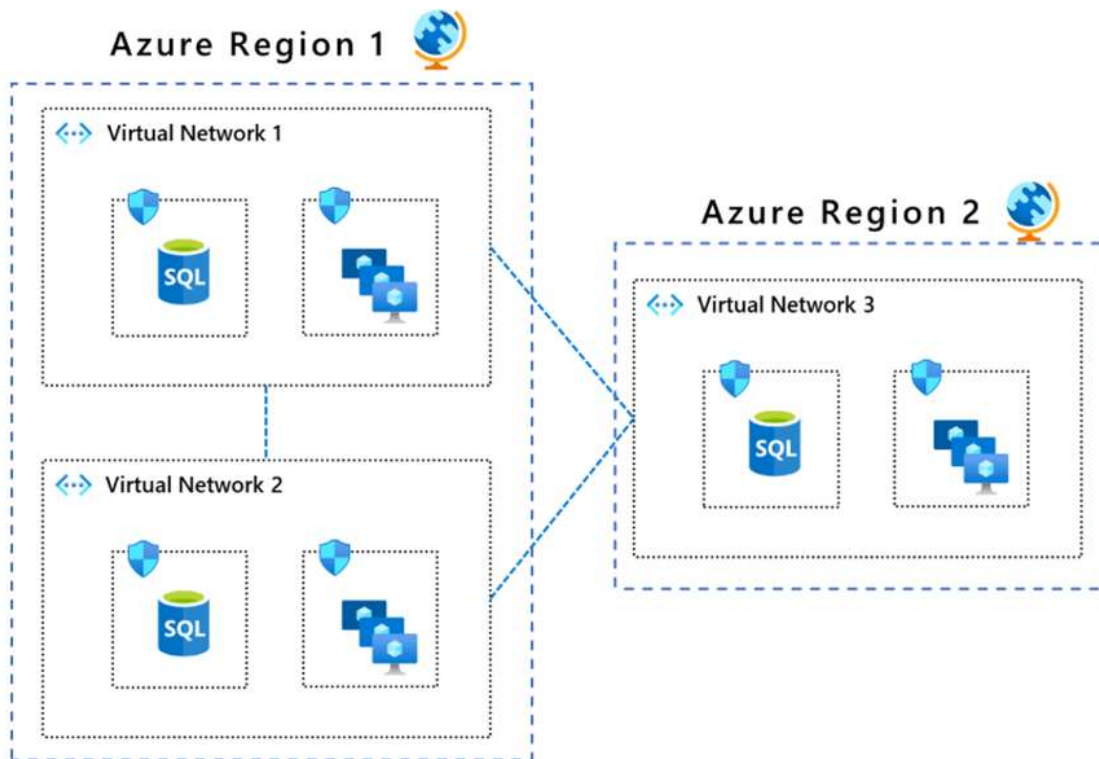 Azure Region 1
Virtual Network 1
SQL
Virtual Network 2
SQL
Azure Region 2
Virtual Network 3
SQL